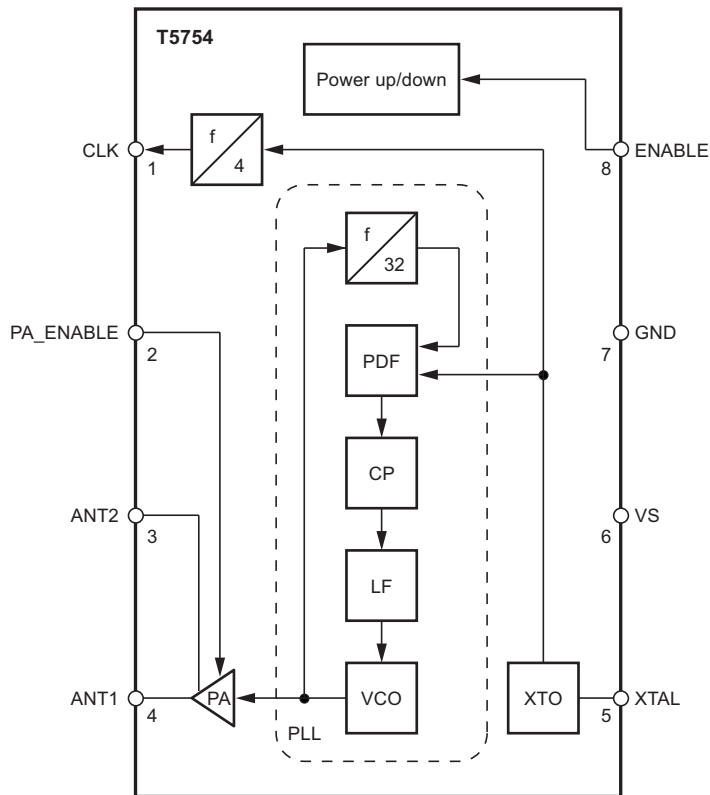 T5754
Power up/down
CLK
1
f
4
ENABLE
8
f
32
PA_ENABLE
2
PDF
GND
7
CP
ANT2
3
VS
6
LF
ANT1
4
PA
VCO
XTO
XTAL
5
PLL